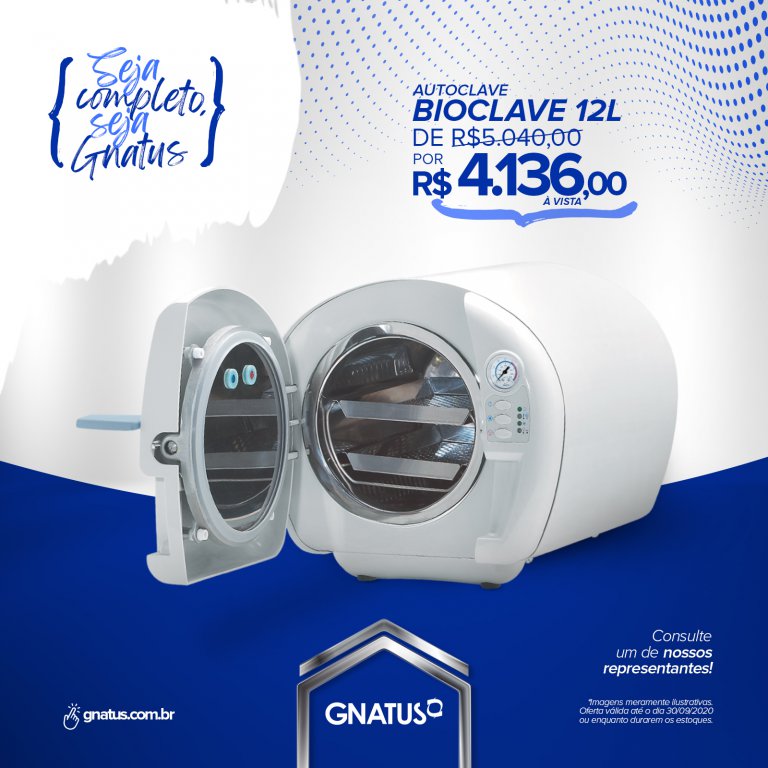 Seja
completo,
seja
Gnatus
AUTOCLAVE
BIOCLAVE 12L
DE R$5.040,00
POR
R$ 4.136,00
À VISTA
Consulte
um de nossos
representantes!
*Imagens meramente ilustrativas.
Oferta válida até o dia 30/09/2020
ou enquanto durarem os estoques.
GNATUS
gnatus.com.br